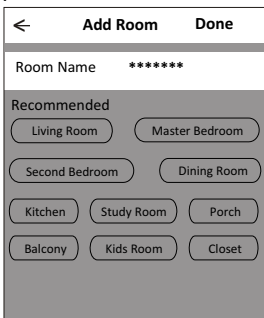 Add Room Done
Room Name *******
Recommended
Living Room Master Bedroom
Second Bedroom Dining Room
Kitchen Study Room Porch
Balcony Kids Room Closet